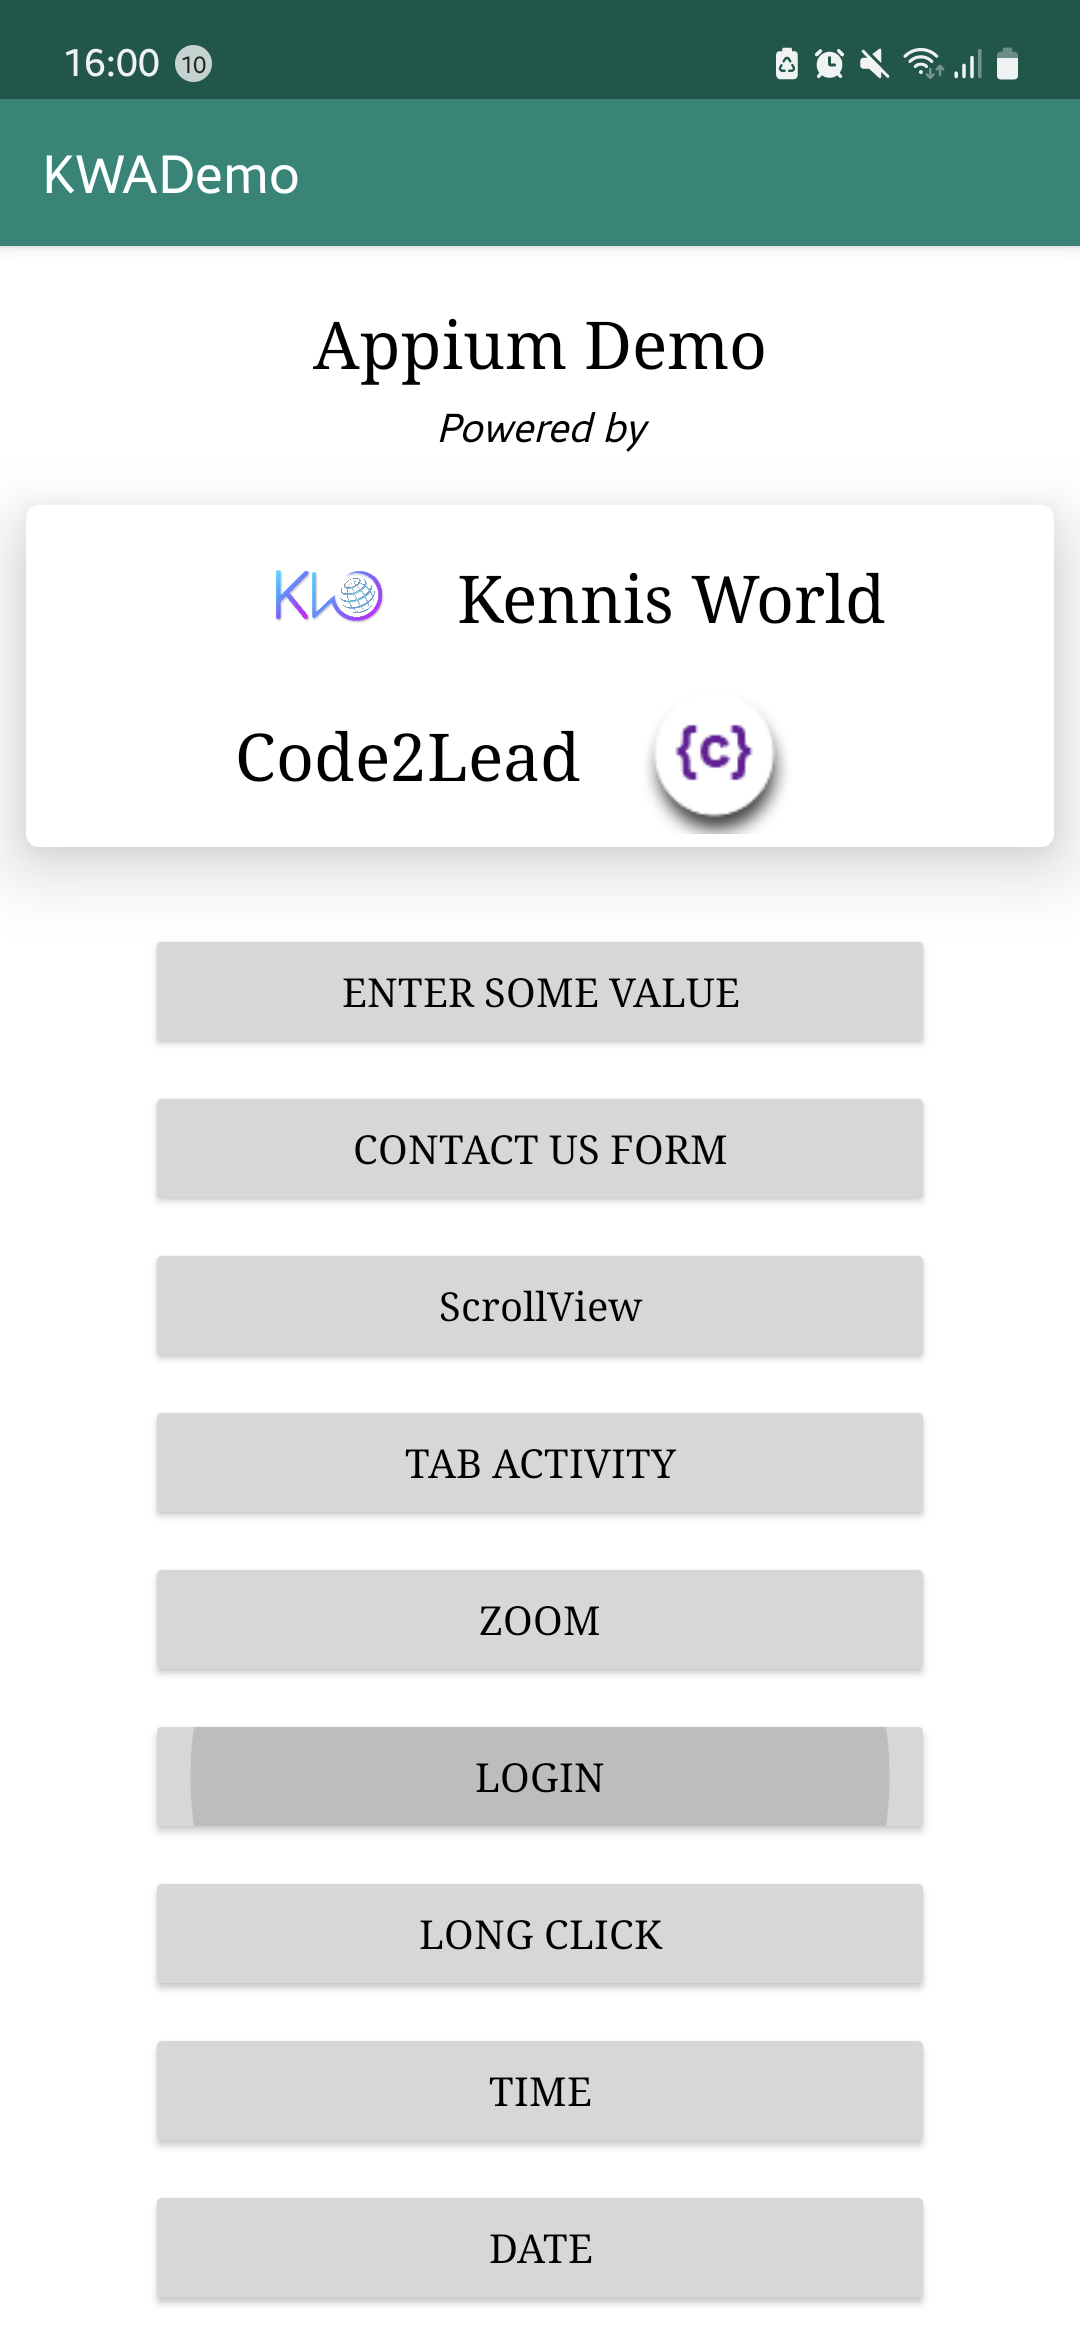 16:00 10
KWADemo
Appium Demo
Powered by
Kennis World
Code2Lead {c}
ENTER SOME VALUE
CONTACT US FORM
ScrollView
TAB ACTIVITY
ZOOM
LOGIN
LONG CLICK
TIME
DATE